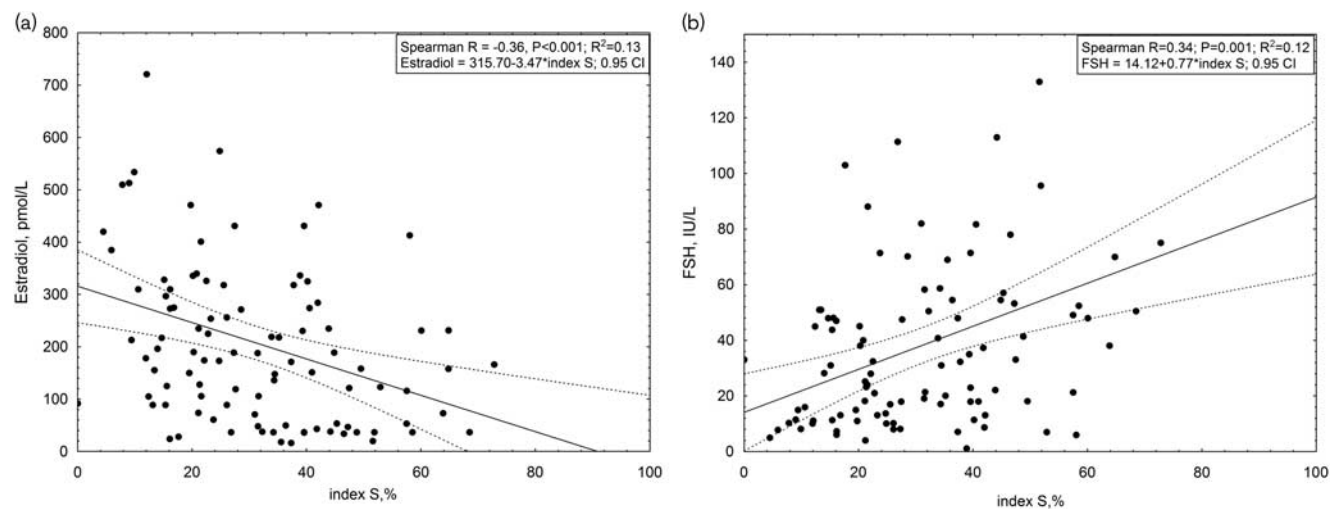 (a)
800
700
600
500
400
300
200
100
0
Estradiol, pmol/L
Spearman R = -0.36, P<0.001; R²=0.13
Estradiol = 315.70-3.47*index S; 0.95 CI
0 20 40 60 80 100
index S,%
(b)
140
120
100
80
60
40
20
0
FSH, IU/L
Spearman R=0.34; P=0.001; R²=0.12
FSH = 14.12+0.77*index S; 0.95 CI
0 20 40 60 80 100
index S,%